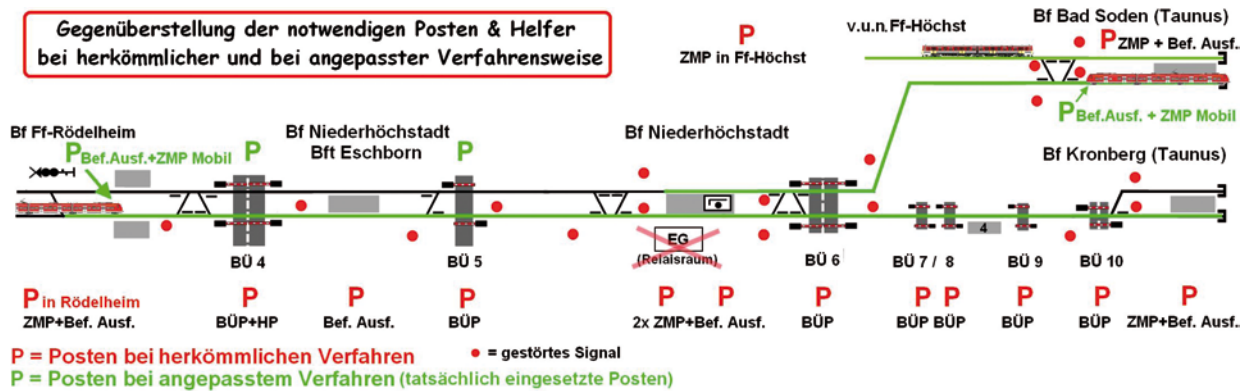 Gegenüberstellung der notwendigen Posten & Helfer
bei herkömmlicher und bei angepasster Verfahrensweise
P
ZMP in Ff-Höchst
v.u.n. Ff-Höchst
Bf Bad Soden (Taunus)
P ZMP + Bef. Ausf..
P Bef.Ausf. + ZMP Mobil
Bf Ff-Rödelheim
P Bef.Ausf.+ZMP Mobil
P
Bf Niederhöchstadt
Bft Eschborn
P
Bf Niederhöchstadt
Bf Kronberg (Taunus)
EG
(Relaisraum)
4
BÜ 4
BÜ 5
BÜ 6
BÜ 7 / 8
BÜ 9
BÜ 10
P in Rödelheim
ZMP+Bef. Ausf.
P
BÜP+HP
P
Bef. Ausf.
P
BÜP
P P
2x ZMP+Bef. Ausf.
P
BÜP
P P
BÜP BÜP
P
BÜP
P
BÜP
P
ZMP+Bef. Ausf..
P = Posten bei herkömmlichen Verfahren
= gestörtes Signal
P = Posten bei angepasstem Verfahren (tatsächlich eingesetzte Posten)